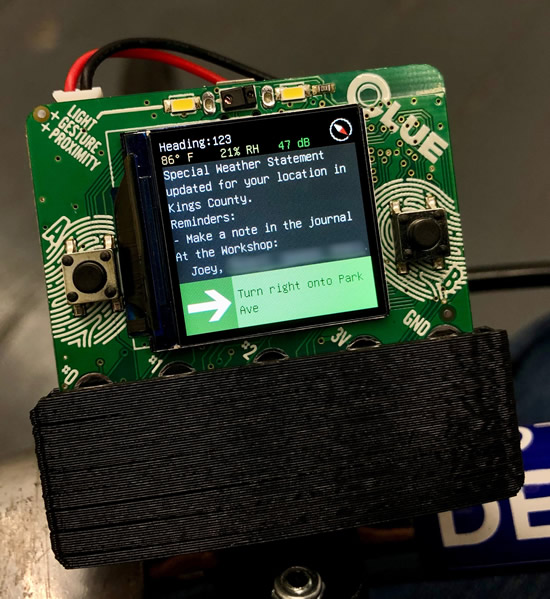 LIGHT
+ GESTURE
+ PROXIMITY
CLUE
Heading:123
86° F 21% RH 47 dB
Special Weather Statement
updated for your location in
Kings County.
Reminders:
- Make a note in the journal
At the Workshop:
Joey,
Turn right onto Park
Ave
A
B
#0
#1
#2
3V
GND
DE